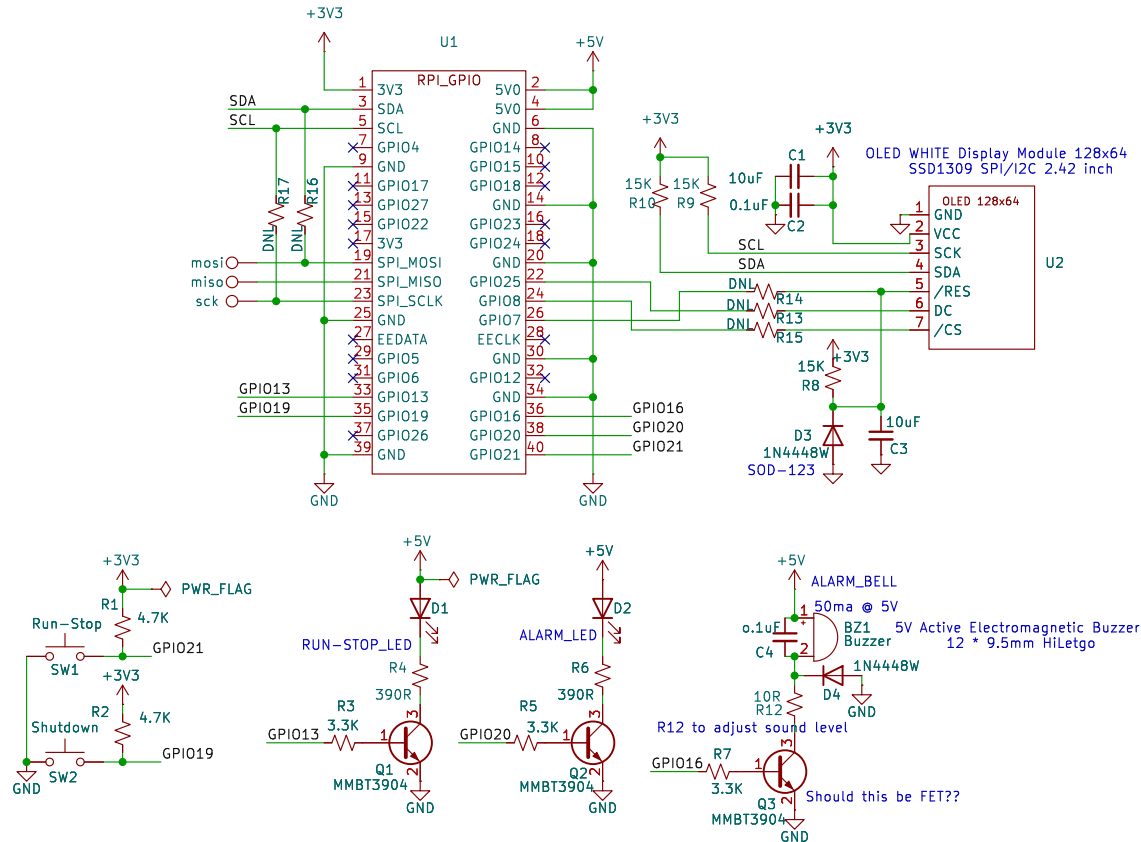 +3V3
U1
+5V
RPI_GPIO
1 3V3 5V0 2
SDA 3 SDA 5V0 4
SCL 5 SCL GND 6
7 GPIO4 GPIO14 8
9 GND GPIO15 10
11 GPIO17 GPIO18 12
13 GPIO27 GND 14
15 GPIO22 GPIO23 16
17 3V3 GPIO24 18
mosi 19 SPI_MOSI GND 20
miso 21 SPI_MISO GPIO25 22
sck 23 SPI_SCLK GPIO8 24
25 GND GPIO7 26
27 EEDATA EECLK 28
29 GPIO5 GND 30
31 GPIO6 GPIO12 32
GPIO13 33 GPIO13 GND 34
GPIO19 35 GPIO19 GPIO16 36 GPIO16
37 GPIO26 GPIO20 38 GPIO20
39 GND GPIO21 40 GPIO21
R17
R16
DNL
DNL
GND
GND
+3V3
15K
R10
15K
R9
+3V3
C1
10uF
0.1uF
C2
OLED WHITE Display Module 128x64
SSD1309 SPI/I2C 2.42 inch
OLED 128x64
1 GND
2 VCC
SCL 3 SCK
SDA 4 SDA
5 /RES
6 DC
7 /CS
U2
DNL R14
DNL R13
DNL R15
+3V3
15K
R8
D3
1N4448W
SOD-123
10uF
C3
+3V3
PWR_FLAG
R1
4.7K
Run-Stop
GPIO21
SW1
+3V3
R2
4.7K
Shutdown
GPIO19
SW2
GND
+5V
PWR_FLAG
D1
RUN-STOP_LED
R4
390R
R3
3.3K
GPIO13
1
3
2
Q1
MMBT3904
GND
+5V
D2
ALARM_LED
R6
390R
R5
3.3K
GPIO20
1
3
2
Q2
MMBT3904
GND
+5V
ALARM_BELL
50ma @ 5V
1
+
o.1uF
BZ1
Buzzer
5V Active Electromagnetic Buzzer
12 * 9.5mm HiLetgo
C4
2
1N4448W
D4
GND
10R
R12
R12 to adjust sound level
R7
3.3K
GPIO16
1
3
2
Q3
MMBT3904
Should this be FET??
GND